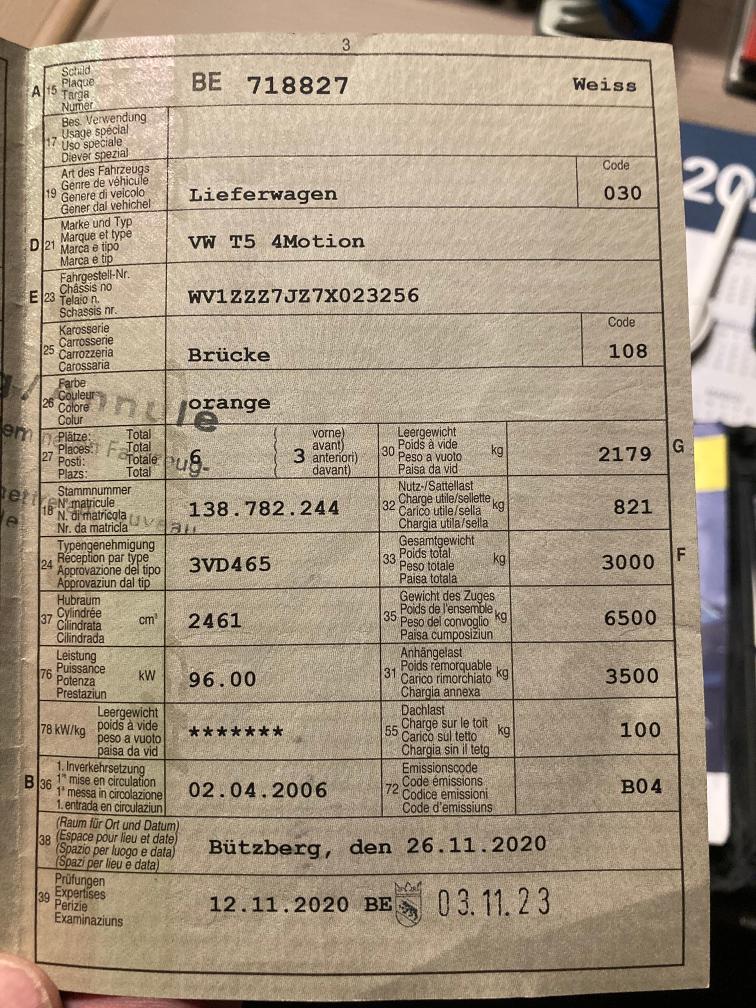 3
A 15 Schild
Plaque
Targa
Numer
BE 718827 Weiss
17 Bes. Verwendung
Usage spécial
Uso speciale
Diever spezial
19 Art des Fahrzeugs
Genre de véhicule
Genere di veicolo
Gener dal vehichel
Lieferwagen
Code
030
D 21 Marke und Typ
Marque et type
Marca e tipo
Marca e tip
VW T5 4Motion
E 23 Fahrgestell-Nr.
Châssis no
Telaio n.
Schassis nr.
WV1ZZZ7JZ7X023256
25 Karosserie
Carrosserie
Carrozzeria
Carossaria
Brücke
Code
108
26 Farbe
Couleur
Colore
Colur
orange
27 Plätze: Total
Places: Total
Posti: Totale
Plazs: Total
6
3
vorne)
avant)
anteriori)
davant)
30 Leergewicht
Poids à vide
Peso a vuoto
Paisa da vid
kg
2179
G
18 Stammnummer
N° matricule
N. di matricola
Nr. da matricla
138.782.244
32 Nutz-/Sattellast
Charge utile/sellette
Carico utile/sella
Chargia utila/sella
kg
821
24 Typengenehmigung
Réception par type
Approvazione del tipo
Approvaziun dal tip
3VD465
33 Gesamtgewicht
Poids total
Peso totale
Paisa totala
kg
3000
F
37 Hubraum
Cylindrée
Cilindrata
Cilindrada
cm³
2461
35 Gewicht des Zuges
Poids de l'ensemble
Peso del convoglio
Paisa cumposiziun
kg
6500
76 Leistung
Puissance
Potenza
Prestaziun
kW
96.00
31 Anhängelast
Poids remorquable
Carico rimorchiato
Chargia annexa
kg
3500
78 kW/kg Leergewicht
poids à vide
peso a vuoto
paisa da vid
*******
55 Dachlast
Charge sur le toit
Carico sul tetto
Chargia sin il tetg
kg
100
B 36 1. Inverkehrsetzung
1re mise en circulation
1a messa in circolazione
1. entrada en circulaziun
02.04.2006
72 Emissionscode
Code émissions
Codice emissioni
Code d'emissiuns
B04
38 (Raum für Ort und Datum)
(Espace pour lieu et date)
(Spazio per luogo e data)
(Spazi per lieu e data)
Bützberg, den 26.11.2020
39 Prüfungen
Expertises
Perizie
Examinaziuns
12.11.2020 BE 03.11.23